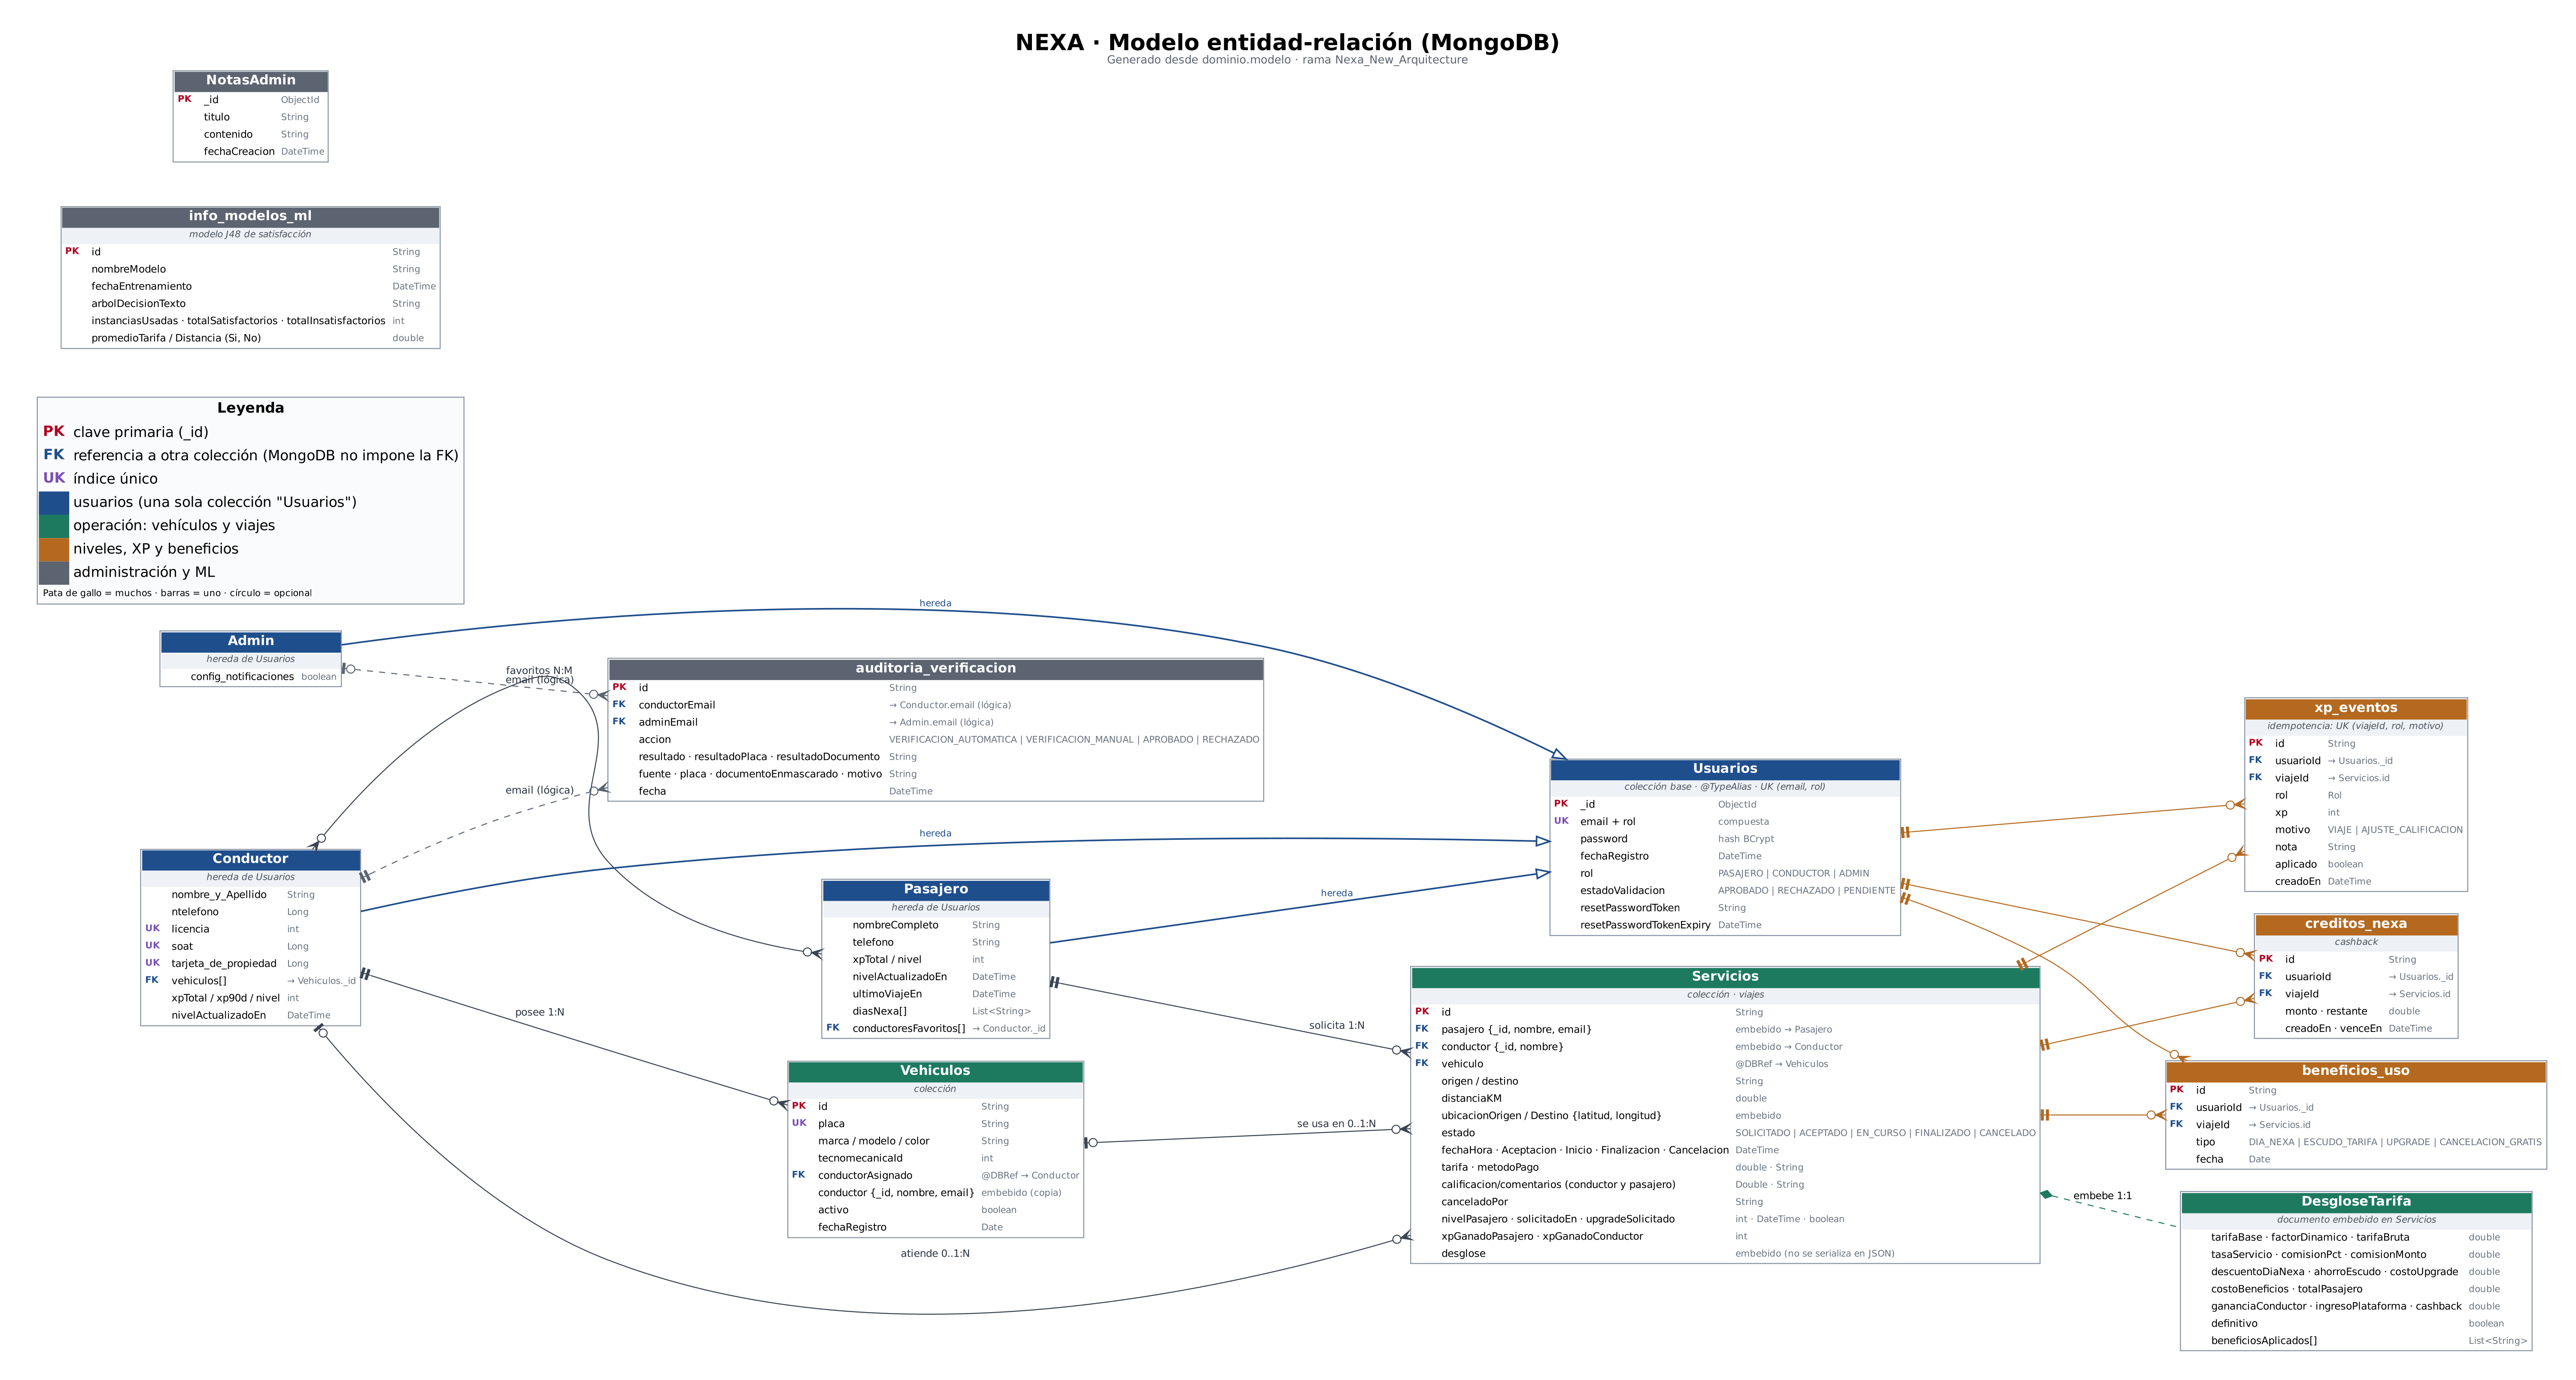 NEXA · Modelo entidad-relación (MongoDB)
Generado desde dominio.modelo · rama Nexa_New_Arquitecture
NotasAdmin
PK _id ObjectId
titulo String
contenido String
fechaCreacion DateTime
info_modelos_ml
modelo J48 de satisfacción
PK id String
nombreModelo String
fechaEntrenamiento DateTime
arbolDecisionTexto String
instanciasUsadas · totalSatisfactorios · totalInsatisfactorios int
promedioTarifa / Distancia (Si, No) double
Leyenda
PK clave primaria (_id)
FK referencia a otra colección (MongoDB no impone la FK)
UK índice único
usuarios (una sola colección "Usuarios")
operación: vehículos y viajes
niveles, XP y beneficios
administración y ML
Pata de gallo = muchos · barras = uno · círculo = opcional
Admin
hereda de Usuarios
config_notificaciones boolean
hereda
favoritos N:M
email (lógica)
auditoria_verificacion
PK id String
FK conductorEmail → Conductor.email (lógica)
FK adminEmail → Admin.email (lógica)
accion VERIFICACION_AUTOMATICA | VERIFICACION_MANUAL | APROBADO | RECHAZADO
resultado · resultadoPlaca · resultadoDocumento String
fuente · placa · documentoEnmascarado · motivo String
fecha DateTime
email (lógica)
Conductor
hereda de Usuarios
nombre_y_Apellido String
ntelefono Long
UK licencia int
UK soat Long
UK tarjeta_de_propiedad Long
FK vehiculos[] → Vehiculos._id
xpTotal / xp90d / nivel int
nivelActualizadoEn DateTime
hereda
posee 1:N
Pasajero
hereda de Usuarios
nombreCompleto String
telefono String
xpTotal / nivel int
nivelActualizadoEn DateTime
ultimoViajeEn DateTime
diasNexa[] List<String>
FK conductoresFavoritos[] → Conductor._id
hereda
solicita 1:N
Vehiculos
colección
PK id String
UK placa String
marca / modelo / color String
tecnomecanicaId int
FK conductorAsignado @DBRef → Conductor
conductor {_id, nombre, email} embebido (copia)
activo boolean
fechaRegistro Date
se usa en 0..1:N
atiende 0..1:N
Usuarios
colección base · @TypeAlias · UK (email, rol)
PK _id ObjectId
UK email + rol compuesta
password hash BCrypt
fechaRegistro DateTime
rol PASAJERO | CONDUCTOR | ADMIN
estadoValidacion APROBADO | RECHAZADO | PENDIENTE
resetPasswordToken String
resetPasswordTokenExpiry DateTime
Servicios
colección · viajes
PK id String
FK pasajero {_id, nombre, email} embebido → Pasajero
FK conductor {_id, nombre} embebido → Conductor
FK vehiculo @DBRef → Vehiculos
origen / destino String
distanciaKM double
ubicacionOrigen / Destino {latitud, longitud} embebido
estado SOLICITADO | ACEPTADO | EN_CURSO | FINALIZADO | CANCELADO
fechaHora · Aceptacion · Inicio · Finalizacion · Cancelacion DateTime
tarifa · metodoPago double · String
calificacion/comentarios (conductor y pasajero) Double · String
canceladoPor String
nivelPasajero · solicitadoEn · upgradeSolicitado int · DateTime · boolean
xpGanadoPasajero · xpGanadoConductor int
desglose embebido (no se serializa en JSON)
xp_eventos
idempotencia: UK (viajeId, rol, motivo)
PK id String
FK usuarioId → Usuarios._id
FK viajeId → Servicios.id
rol Rol
xp int
motivo VIAJE | AJUSTE_CALIFICACION
nota String
aplicado boolean
creadoEn DateTime
creditos_nexa
cashback
PK id String
FK usuarioId → Usuarios._id
FK viajeId → Servicios.id
monto · restante double
creadoEn · venceEn DateTime
beneficios_uso
PK id String
FK usuarioId → Usuarios._id
FK viajeId → Servicios.id
tipo DIA_NEXA | ESCUDO_TARIFA | UPGRADE | CANCELACION_GRATIS
fecha Date
embebe 1:1
DesgloseTarifa
documento embebido en Servicios
tarifaBase · factorDinamico · tarifaBruta double
tasaServicio · comisionPct · comisionMonto double
descuentoDiaNexa · ahorroEscudo · costoUpgrade double
costoBeneficios · totalPasajero double
gananciaConductor · ingresoPlataforma · cashback double
definitivo boolean
beneficiosAplicados[] List<String>